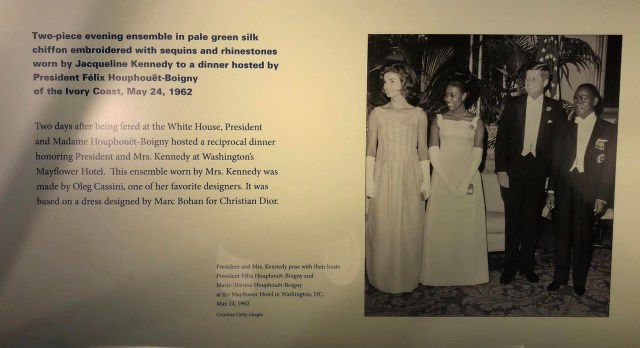 Two-piece evening ensemble in pale green silk
chiffon embroidered with sequins and rhinestones
worn by Jacqueline Kennedy to a dinner hosted by
President Félix Houphouët-Boigny
of the Ivory Coast, May 24, 1962
Two days after being feted at the White House, President
and Madame Houphouët-Boigny hosted a reciprocal dinner
honoring President and Mrs. Kennedy at Washington's
Mayflower Hotel. This ensemble worn by Mrs. Kennedy was
made by Oleg Cassini, one of her favorite designers. It was
based on a dress designed by Marc Bohan for Christian Dior.
President and Mrs. Kennedy pose with their hosts
President Félix Houphouët-Boigny and
Marie-Thérèse Houphouët-Boigny
at the Mayflower Hotel in Washington, DC,
May 24, 1962
Courtesy Getty Images